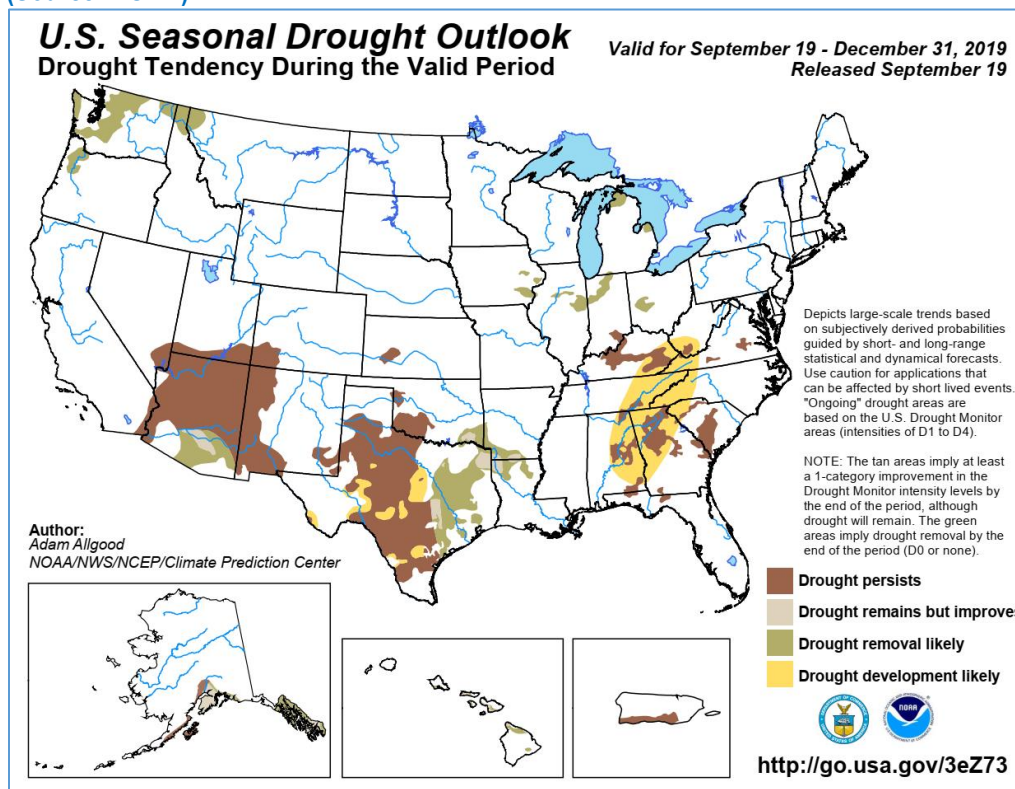 U.S. Seasonal Drought Outlook
Drought Tendency During the Valid Period
Valid for September 19 - December 31, 2019
Released September 19
Depicts large-scale trends based
on subjectively derived probabilities
guided by short- and long-range
statistical and dynamical forecasts.
Use caution for applications that
can be affected by short lived events.
"Ongoing" drought areas are
based on the U.S. Drought Monitor
areas (intensities of D1 to D4).
NOTE: The tan areas imply at least
a 1-category improvement in the
Drought Monitor intensity levels by
the end of the period, although
drought will remain. The green
areas imply drought removal by the
end of the period (D0 or none).
Author:
Adam Allgood
NOAA/NWS/NCEP/Climate Prediction Center
Drought persists
Drought remains but improves
Drought removal likely
Drought development likely
NOAA
http://go.usa.gov/3eZ73